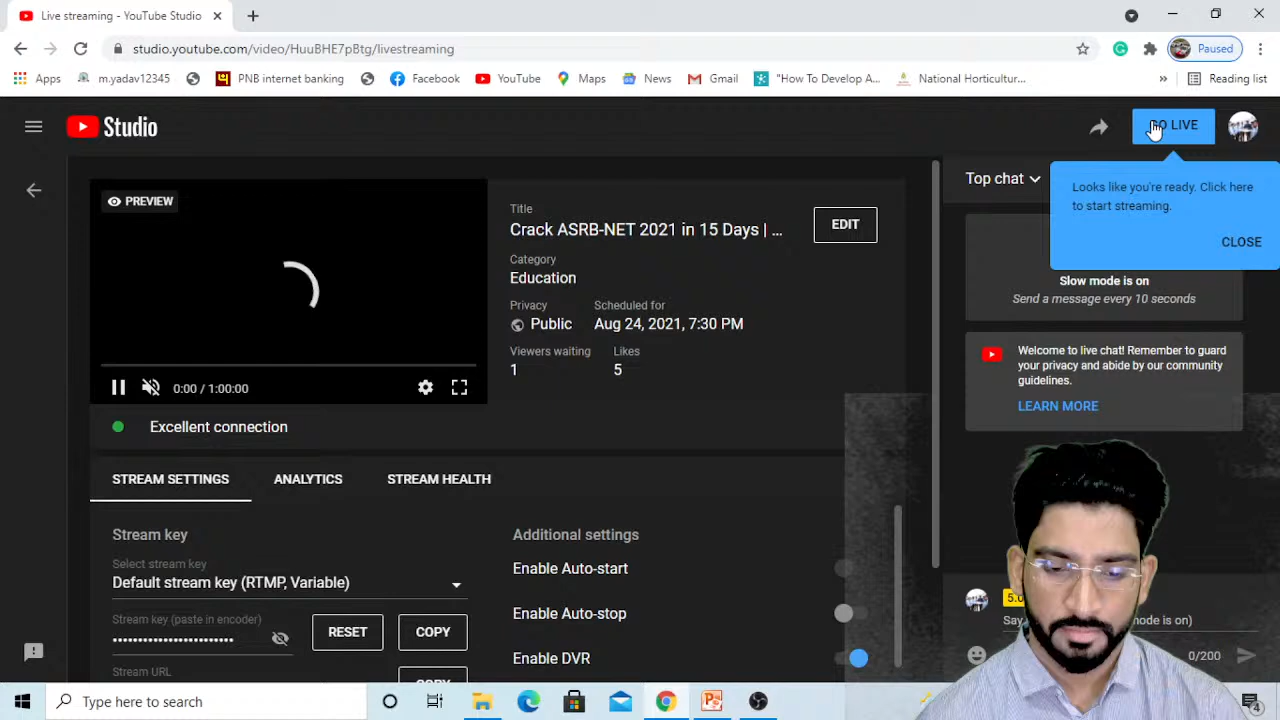 Live streaming - YouTube Studio
studio.youtube.com/video/HuuBHE7pBtg/livestreaming
Paused
Apps
m.yadav12345
PNB internet banking
Facebook
YouTube
Maps
News
Gmail
"How To Develop A...
National Horticultur...
»
Reading list
Studio
GO LIVE
Looks like you're ready. Click here
to start streaming.
CLOSE
PREVIEW
0:00 / 1:00:00
Excellent connection
Title
Crack ASRB-NET 2021 in 15 Days | ...
EDIT
Category
Education
Privacy
Scheduled for
Public
Aug 24, 2021, 7:30 PM
Viewers waiting
Likes
1
5
Top chat
Slow mode is on
Send a message every 10 seconds
Welcome to live chat! Remember to guard
your privacy and abide by our community
guidelines.
LEARN MORE
STREAM SETTINGS
ANALYTICS
STREAM HEALTH
Stream key
Select stream key
Default stream key (RTMP, Variable)
Stream key (paste in encoder)
•••••••••••••••••••••••
RESET
COPY
Stream URL
COPY
Additional settings
Enable Auto-start
Enable Auto-stop
Enable DVR
Say
mode is on)
0/200
Type here to search
4